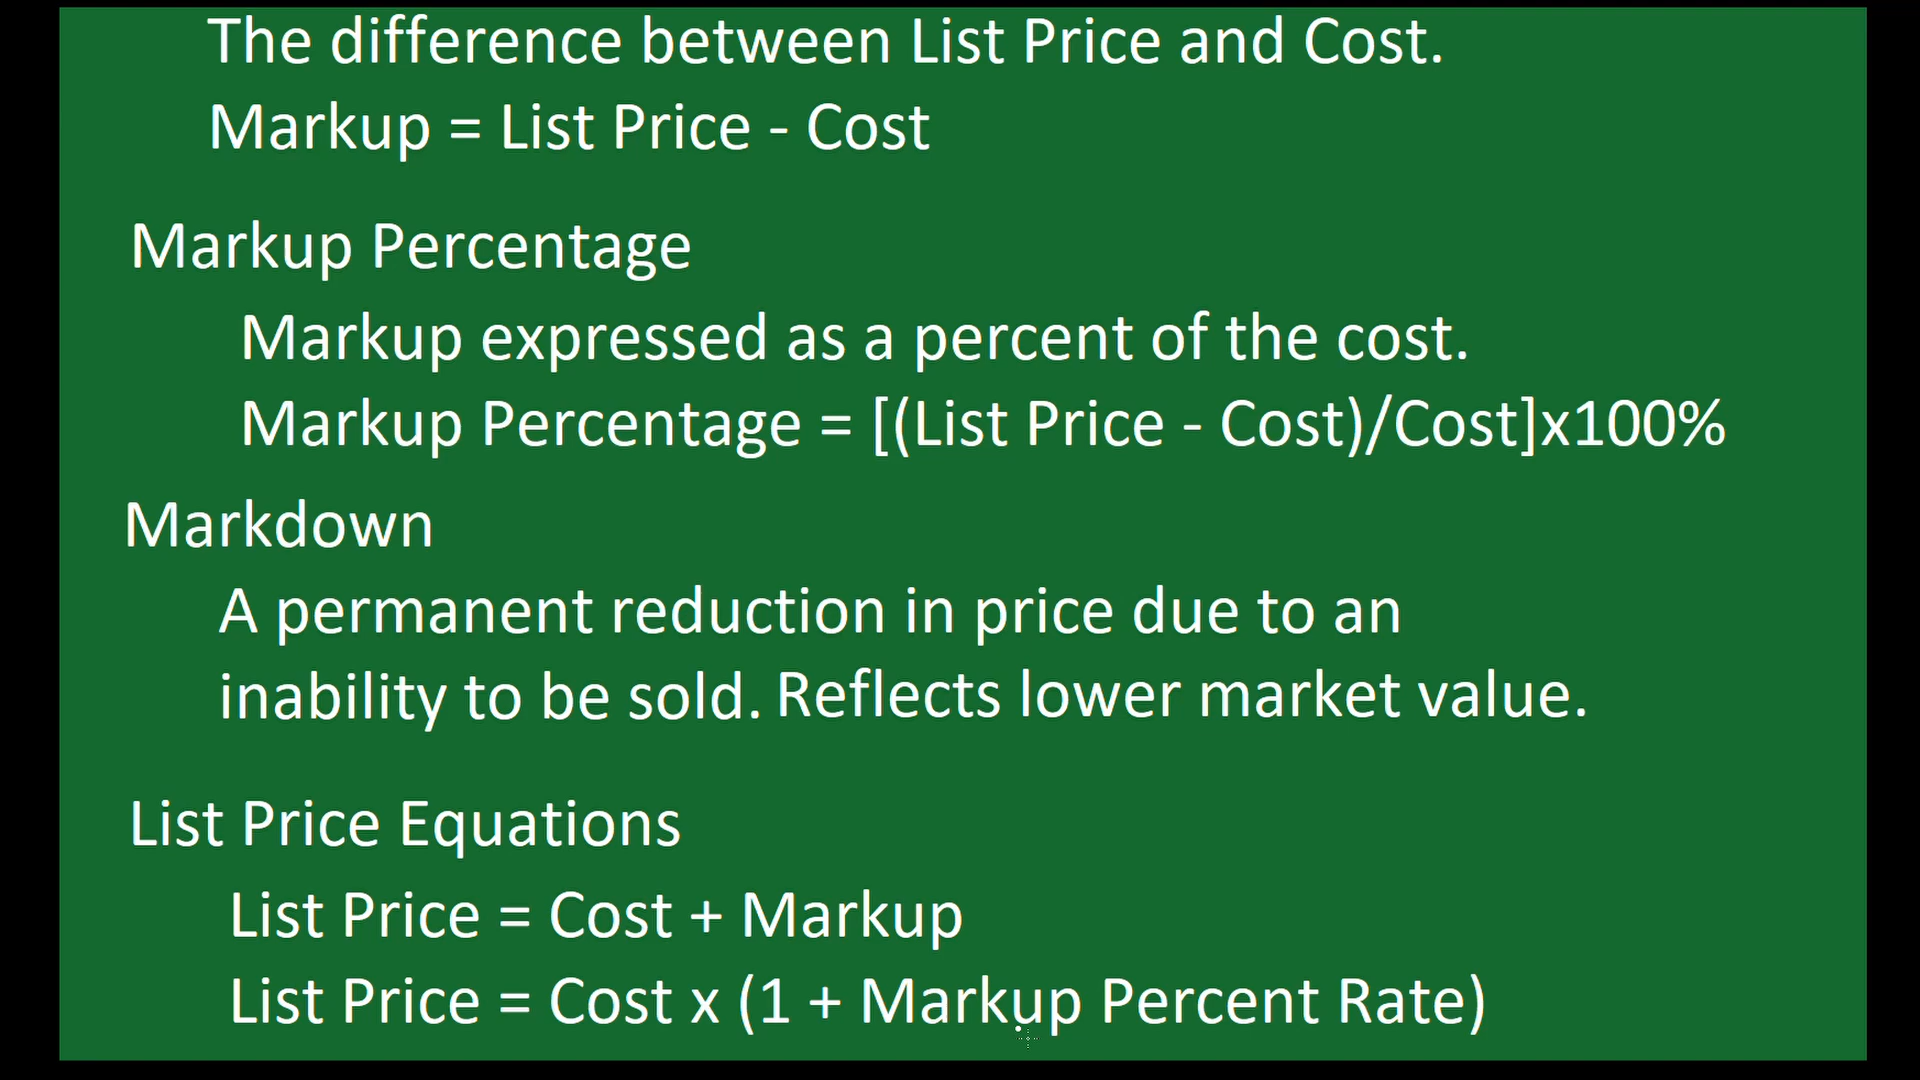 The difference between List Price and Cost.
Markup = List Price - Cost
Markup Percentage
Markup expressed as a percent of the cost.
Markup Percentage = [(List Price - Cost)/Cost]x100%
Markdown
A permanent reduction in price due to an
inability to be sold. Reflects lower market value.
List Price Equations
List Price = Cost + Markup
List Price = Cost x (1 + Markup Percent Rate)